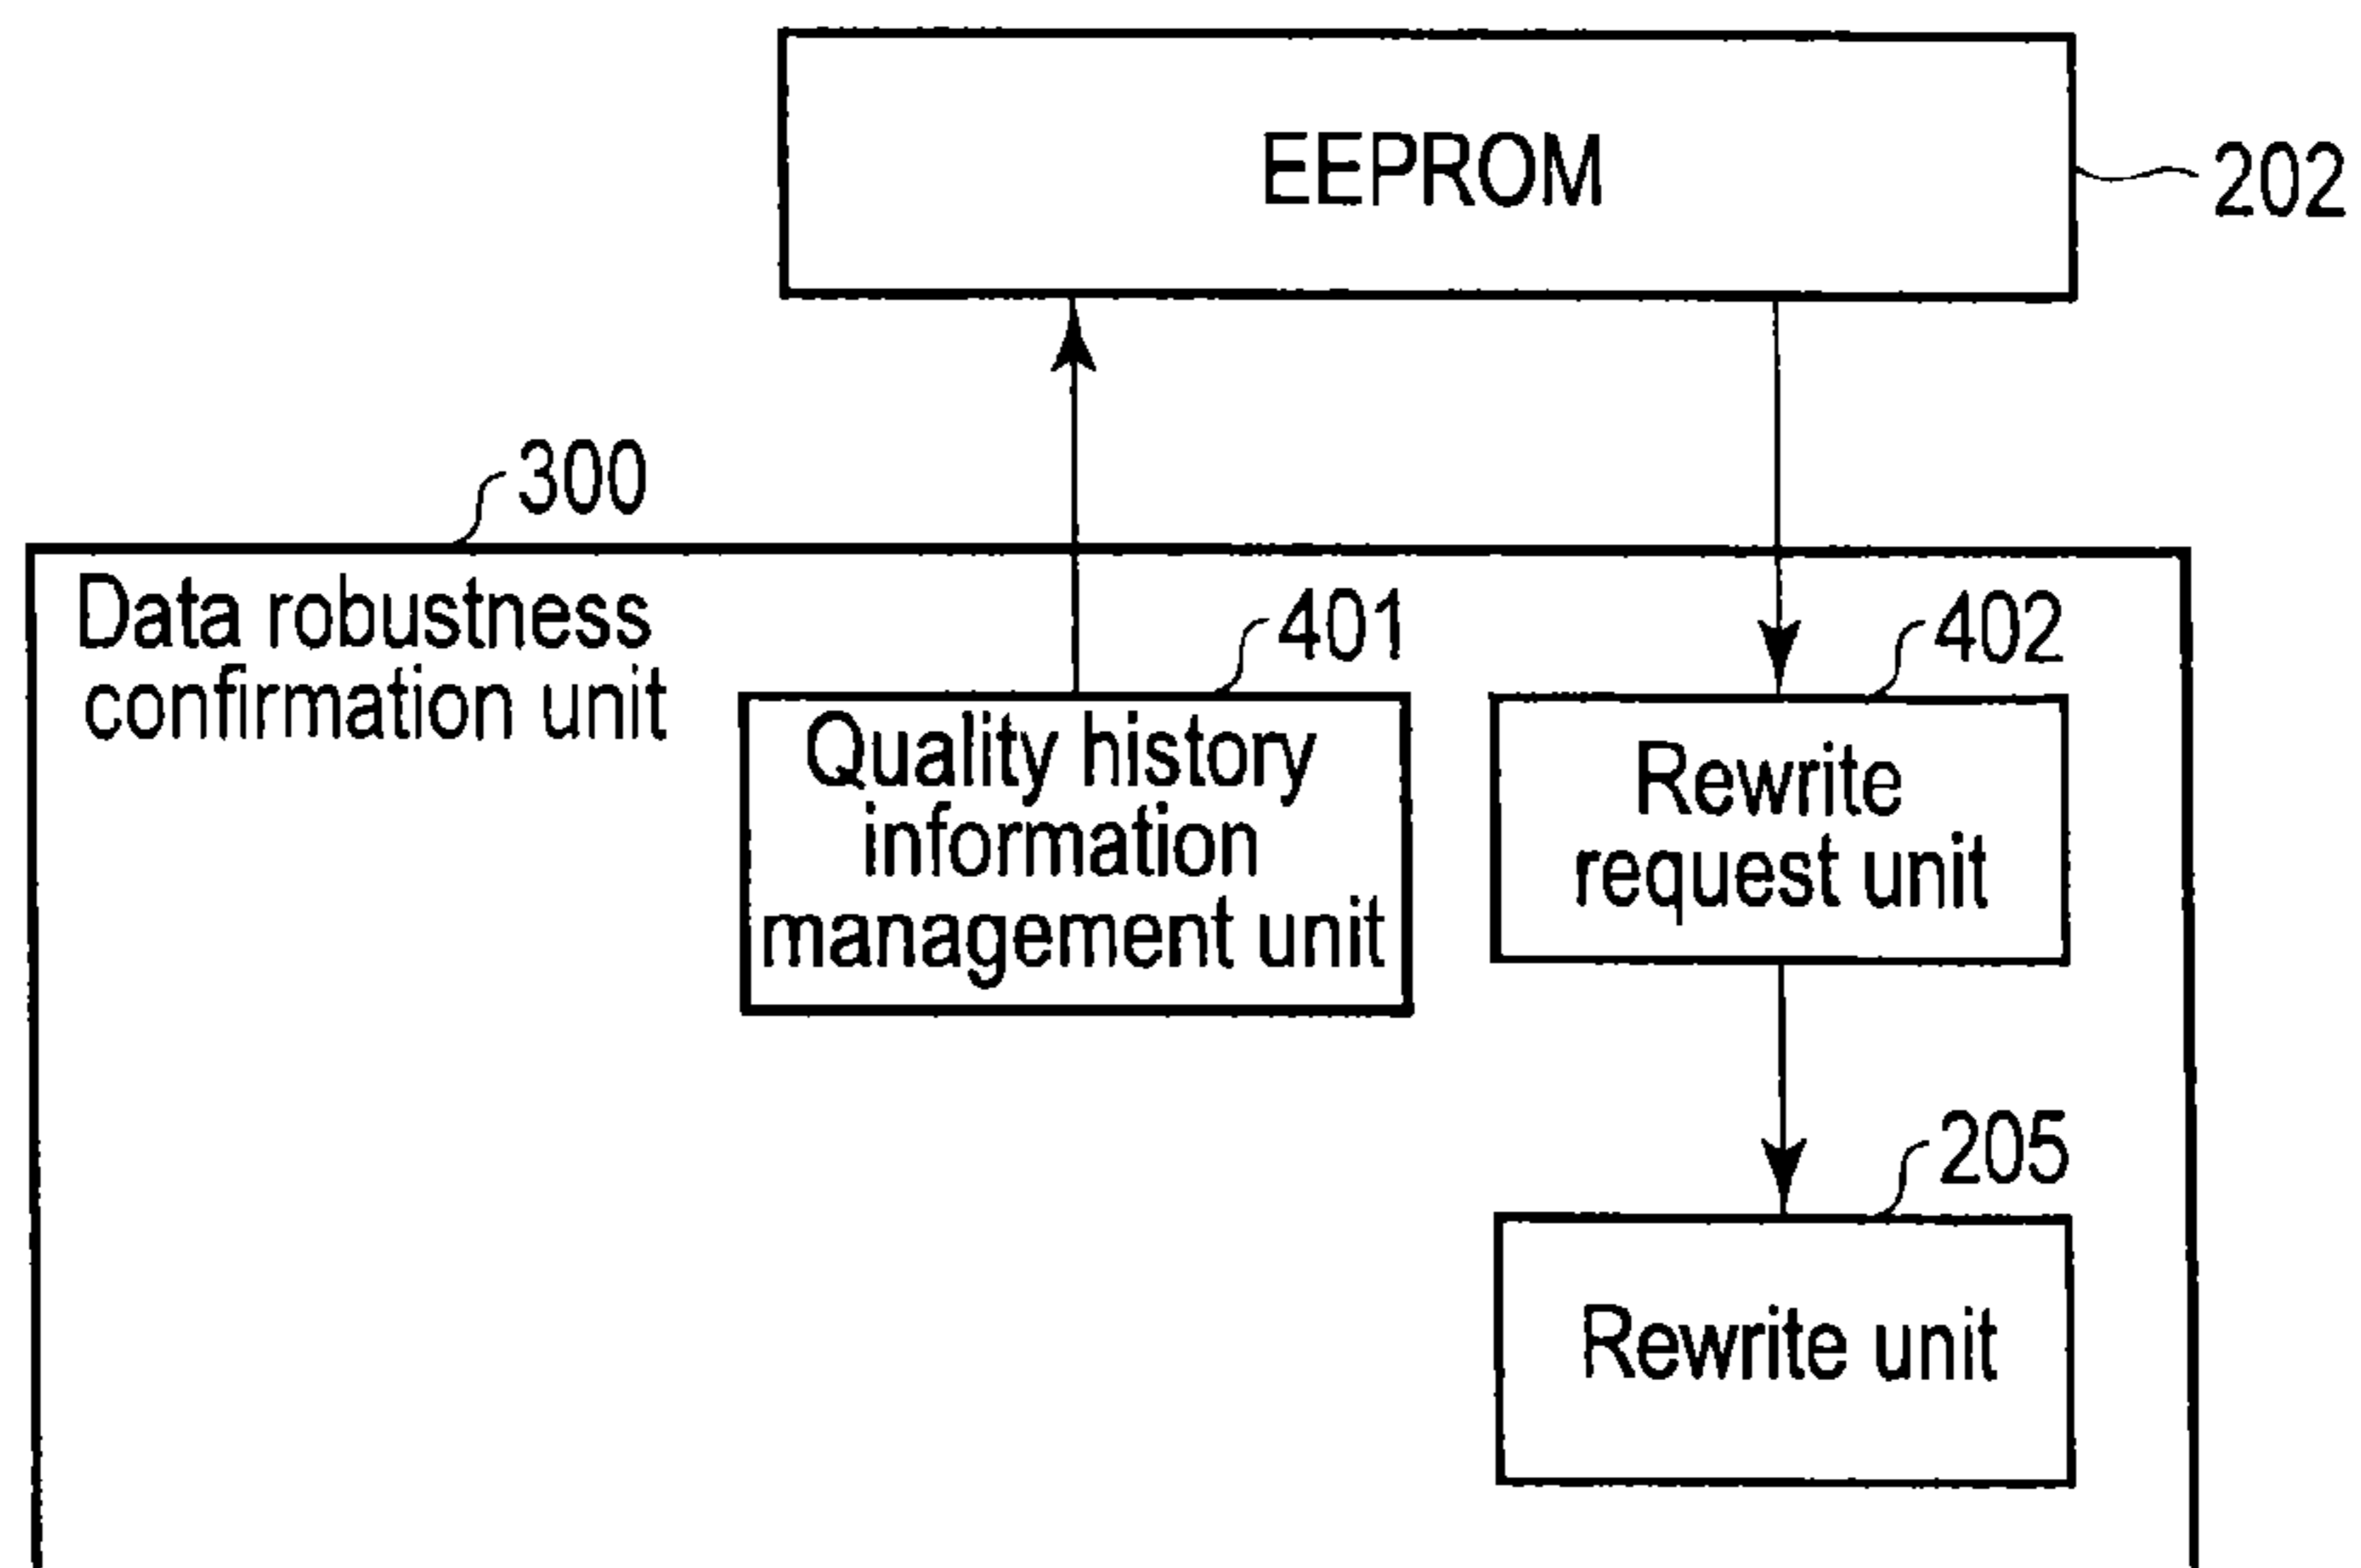 EEPROM
202
300
Data robustness
confirmation unit
401
Quality history
information
management unit
402
Rewrite
request unit
205
Rewrite unit